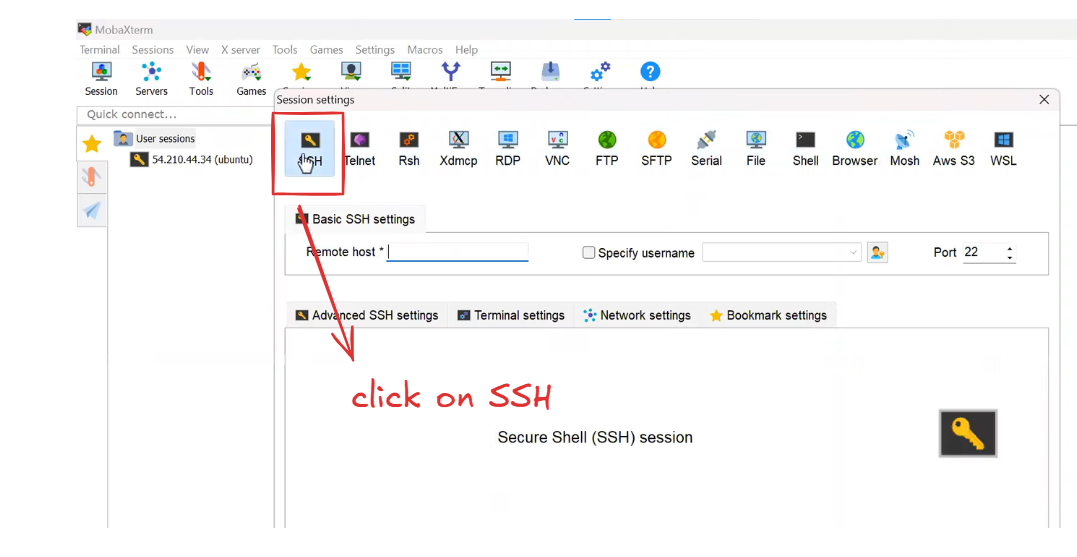 MobaXterm
Terminal Sessions View X server Tools Games Settings Macros Help
Session Servers Tools Games
Session settings
Quick connect...
User sessions
54.210.44.34 (ubuntu)
SSH Telnet Rsh Xdmcp RDP VNC FTP SFTP Serial File Shell Browser Mosh Aws S3 WSL
Basic SSH settings
Remote host * Specify username Port 22
Advanced SSH settings Terminal settings Network settings Bookmark settings
click on SSH
Secure Shell (SSH) session